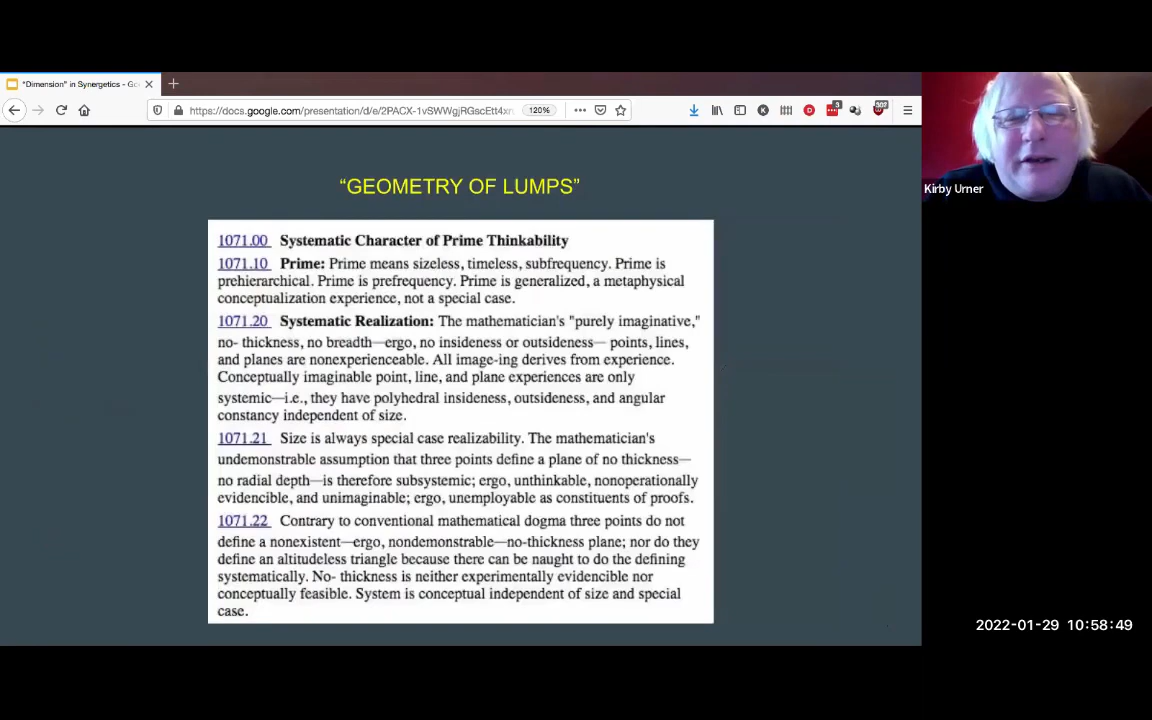 "Dimension" in Synergetics - Go
https://docs.google.com/presentation/d/e/2PACX-1vSWWgjRGscEtt4x
120%
3
507
Kirby Urner
“GEOMETRY OF LUMPS”
1071.00 Systematic Character of Prime Thinkability
1071.10 Prime: Prime means sizeless, timeless, subfrequency. Prime is
prehierarchical. Prime is prefrequency. Prime is generalized, a metaphysical
conceptualization experience, not a special case.
1071.20 Systematic Realization: The mathematician's "purely imaginative,"
no- thickness, no breadth—ergo, no insideness or outsideness— points, lines,
and planes are nonexperienceable. All image-ing derives from experience.
Conceptually imaginable point, line, and plane experiences are only
systemic—i.e., they have polyhedral insideness, outsideness, and angular
constancy independent of size.
1071.21 Size is always special case realizability. The mathematician's
undemonstrable assumption that three points define a plane of no thickness—
no radial depth—is therefore subsystemic; ergo, unthinkable, nonoperationally
evidencible, and unimaginable; ergo, unemployable as constituents of proofs.
1071.22 Contrary to conventional mathematical dogma three points do not
define a nonexistent—ergo, nondemonstrable—no-thickness plane; nor do they
define an altitudeless triangle because there can be naught to do the defining
systematically. No- thickness is neither experimentally evidencible nor
conceptually feasible. System is conceptual independent of size and special
case.
2022-01-29 10:58:49